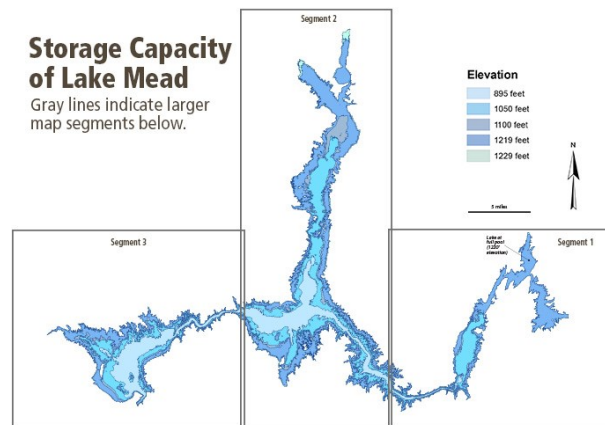 Segment 2
Storage Capacity
of Lake Mead
Gray lines indicate larger
map segments below.
Elevation
895 feet
1050 feet
1100 feet
1219 feet
1229 feet
N
5 miles
Segment 3
Segment 1
Lake at
full pool
elevation)